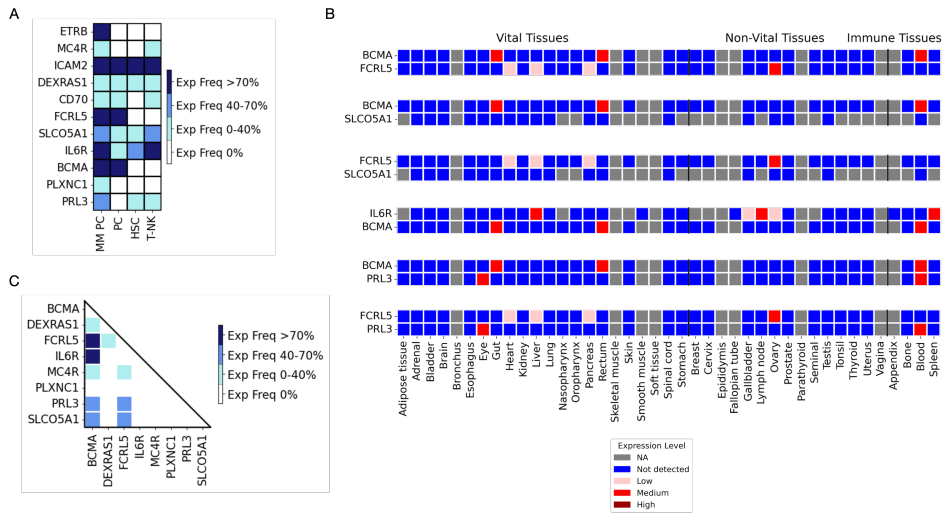 A
ETRB
MC4R
ICAM2
DEXRAS1
CD70
FCRL5
SLCO5A1
IL6R
BCMA
PLXNC1
PRL3
MM PC
PC
HSC
T-NK
Exp Freq >70%
Exp Freq 40-70%
Exp Freq 0-40%
Exp Freq 0%
B
Vital Tissues
Non-Vital Tissues
Immune Tissues
BCMA
FCRL5
BCMA
SLCO5A1
FCRL5
SLCO5A1
IL6R
BCMA
BCMA
PRL3
FCRL5
PRL3
Adipose tissue
Adrenal
Bladder
Brain
Bronchus
Esophagus
Eye
Gut
Heart
Kidney
Liver
Lung
Nasopharynx
Oropharynx
Pancreas
Rectum
Skeletal muscle
Skin
Smooth muscle
Soft tissue
Spinal cord
Stomach
Breast
Cervix
Epididymis
Fallopian tube
Gallbladder
Lymph node
Ovary
Prostate
Parathyroid
Seminal
Testis
Tonsil
Thyroid
Uterus
Vagina
Appendix
Bone
Blood
Spleen
Expression Level
NA
Not detected
Low
Medium
High
C
BCMA
DEXRAS1
FCRL5
IL6R
MC4R
PLXNC1
PRL3
SLCO5A1
BCMA
DEXRAS1
FCRL5
IL6R
MC4R
PLXNC1
PRL3
SLCO5A1
Exp Freq >70%
Exp Freq 40-70%
Exp Freq 0-40%
Exp Freq 0%